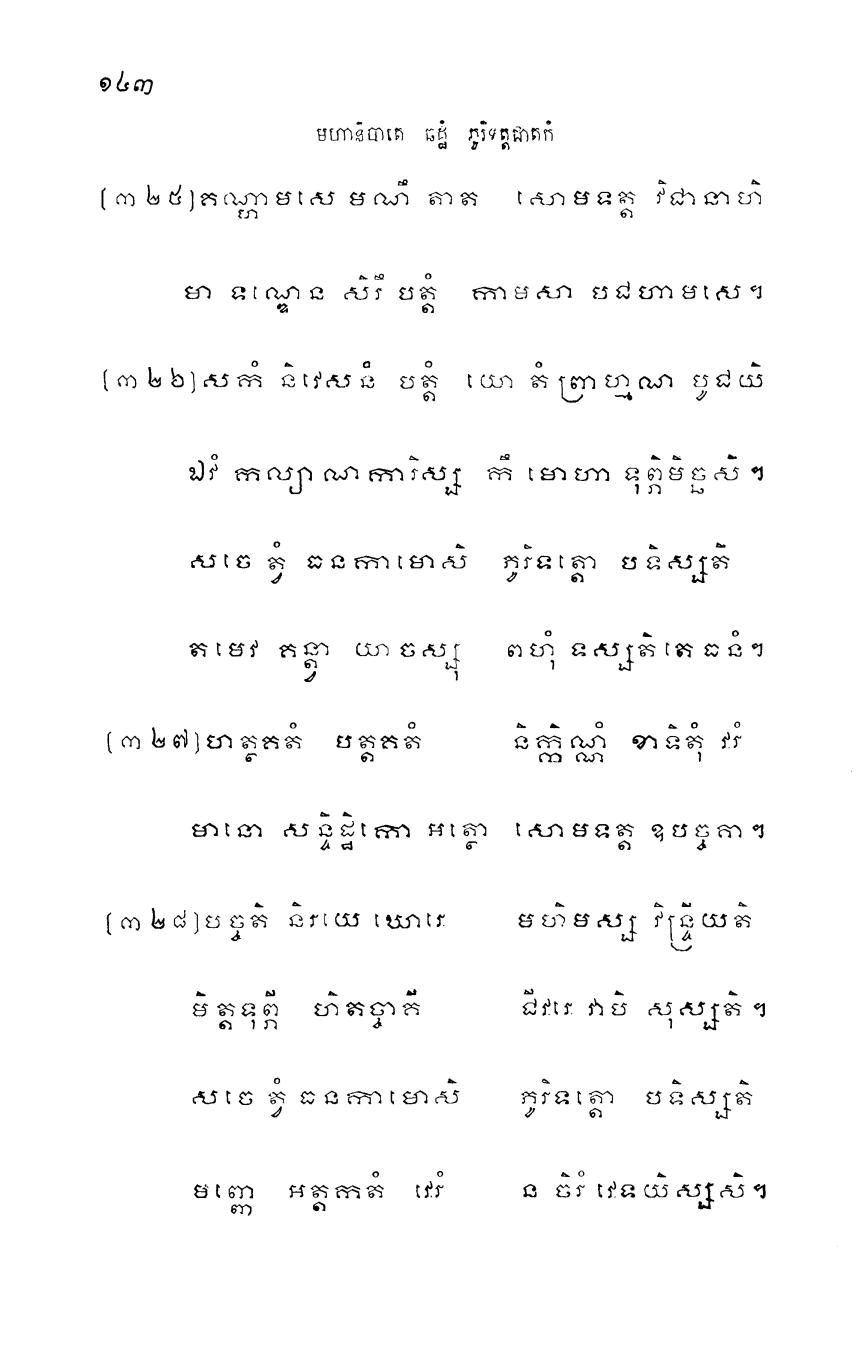 ១៤៣
មហានិបាតេ ឆដ្ឋំ ភូរិទត្តជាតកំ
(៣២៥) គណ្ហាមសេ មណឹ តាត សោមទត្ត វិជានាហិ
មា ទណ្ឌេន សិរឹ បត្តំ កាមសា បជហាមសេ។
(៣២៦) សកំ និវេសនំ បត្តំ យោ តំ ព្រាហ្មណ បូជយិ
ឯវំ កល្យាណការិស្ស កឹ មោហា ទុព្ភិមិច្ឆសិ។
សចេ ត្វំ ធនកាមោសិ ភូរិទត្តោ បទិស្សតិ
តមេវ គន្ត្វា យាចស្សុ ពហុំ ទស្សតិ តេ ធនំ។
(៣២៧) ហត្ថគតំ បត្តគតំ និក្កិណ្ណំ ខាទិតុំ វរំ
មានោ សន្ទិដ្ឋិកោ អត្ថោ សោមទត្ត ឧបច្ចគា។
(៣២៨) បច្ចតិ និរយេ ឃោរេ មហិមស្ស វិន្ទ្រីយតិ
មិត្តទុព្ភី ហិតច្ចាគី ជីវរេ វាបិ សុស្សតិ។
សចេ ត្វំ ធនកាមោសិ ភូរិទត្តោ បទិស្សតិ
មញ្ញោ អត្តកតំ វេរំ ន ចិរំ វេទយិស្សសិ។